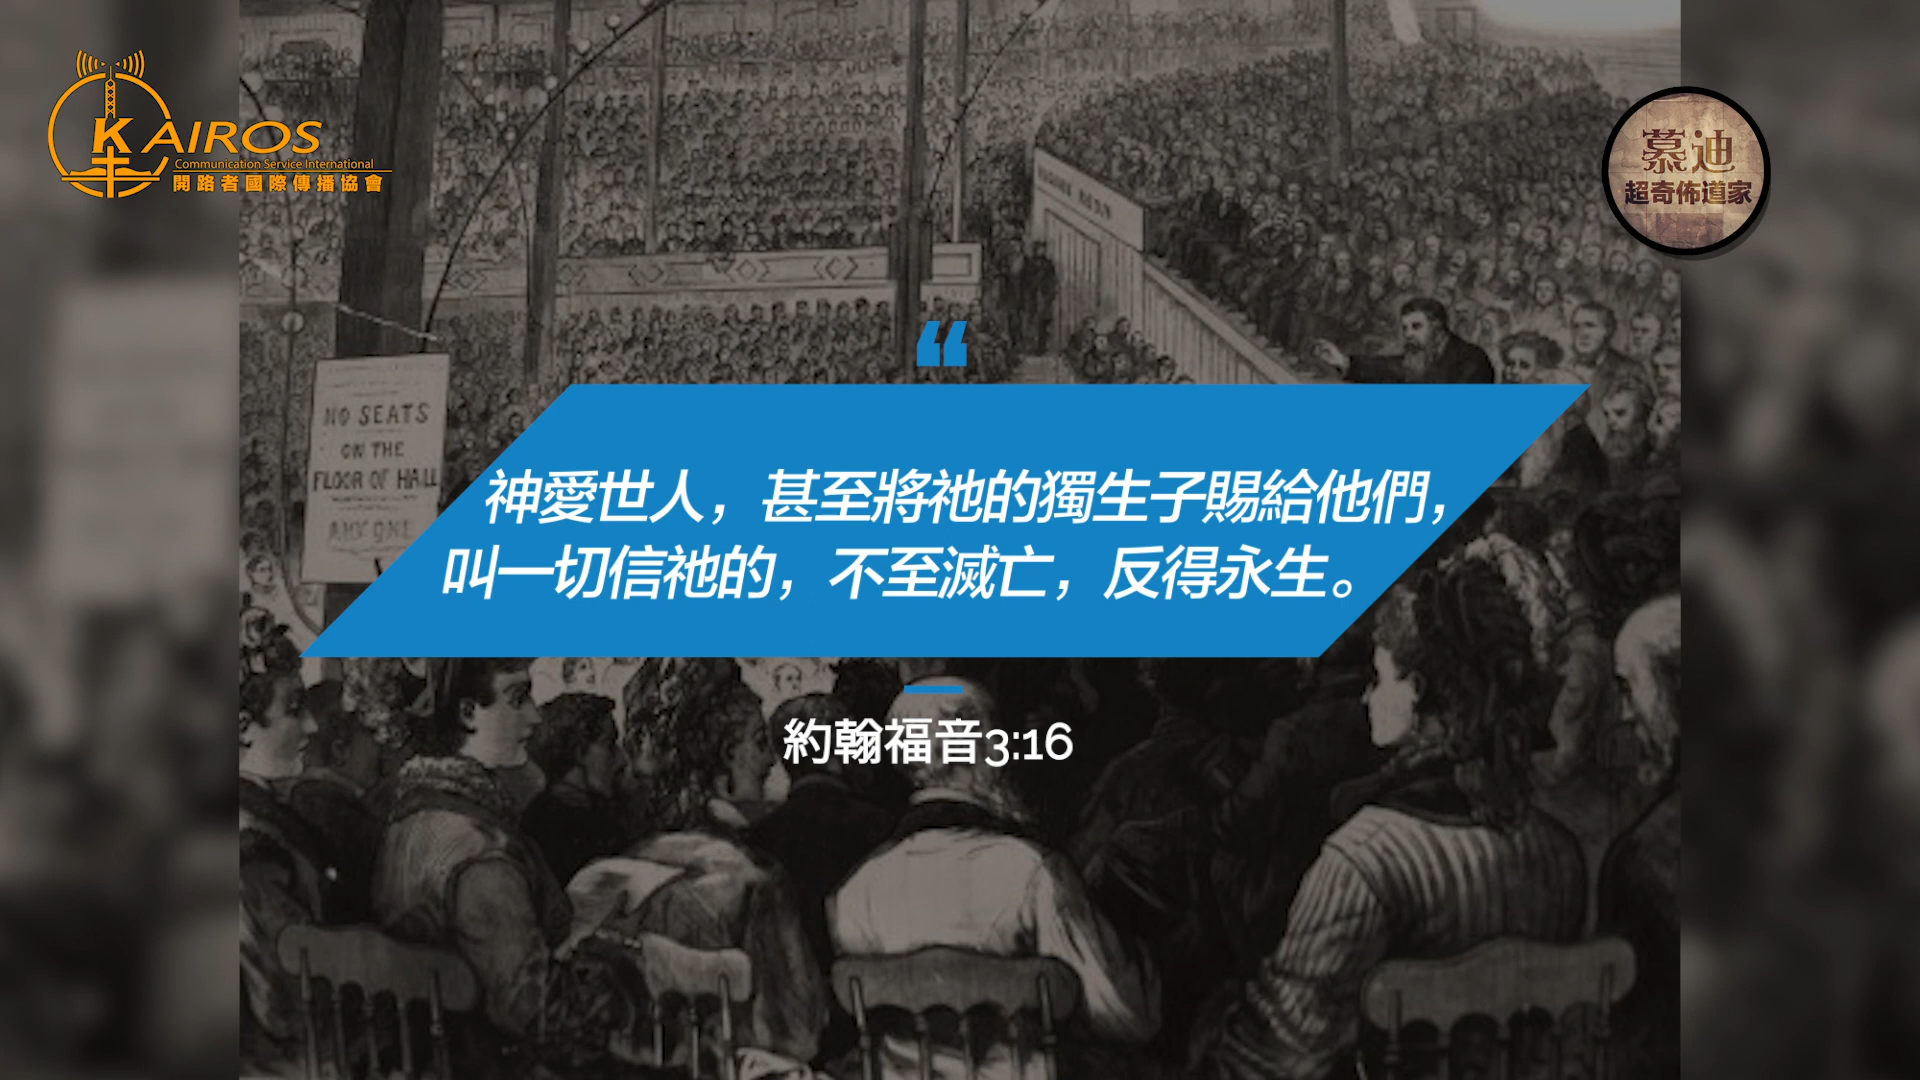 KAIROS
Communication Service International
開路者國際傳播協會
慕迪
超奇佈道家
NO SEATS
ON THE
FLOOR OF HALL
“
神愛世人，甚至將祂的獨生子賜給他們，
叫一切信祂的，不至滅亡，反得永生。
約翰福音3:16